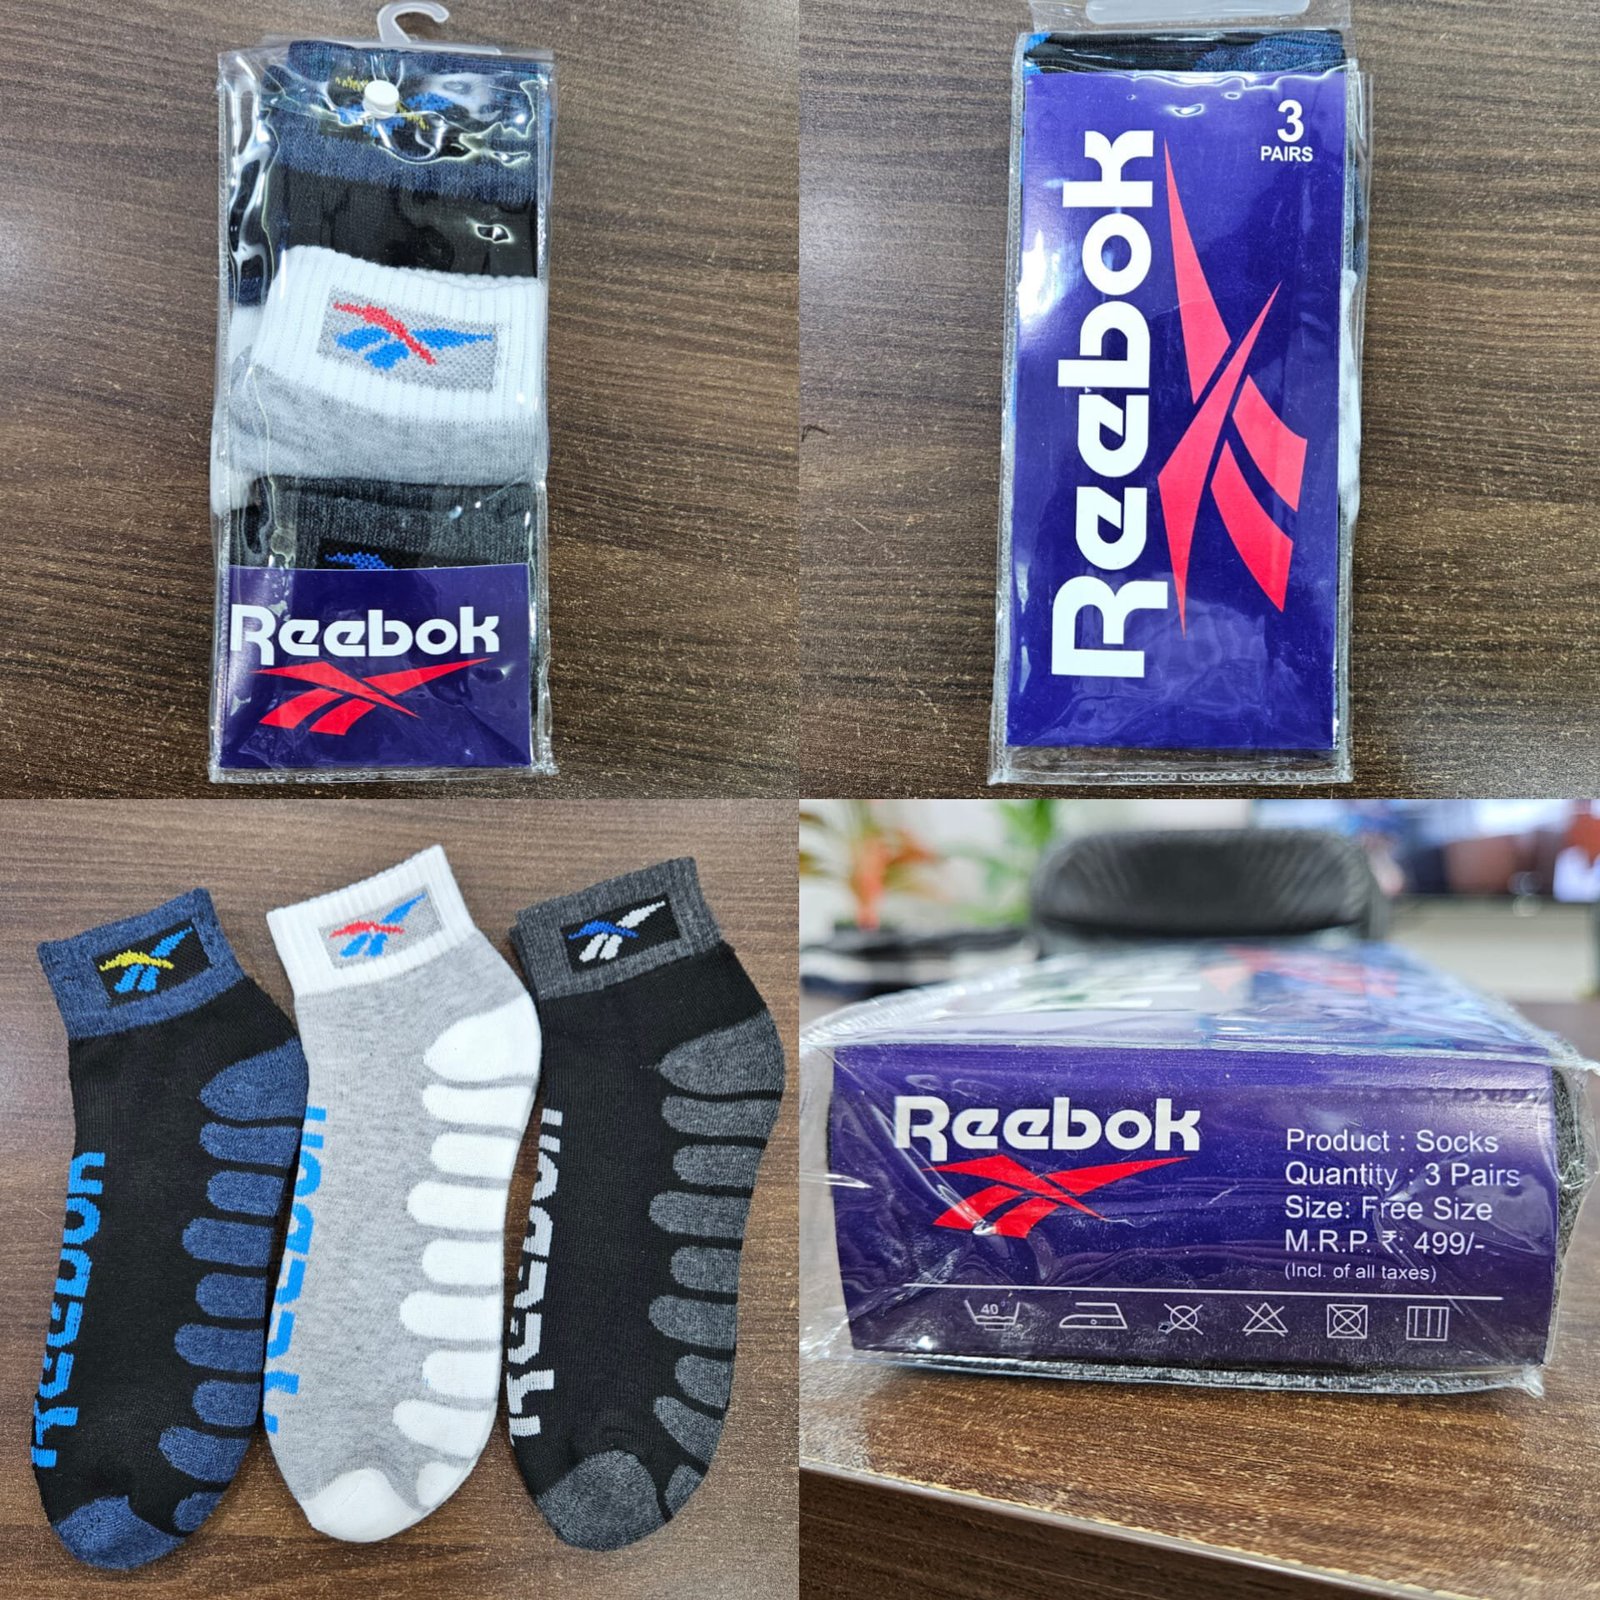 Reebok
3
PAIRS
Reebok
Reebok
Reebok
Reebok
Reebok
Product : Socks
Quantity : 3 Pairs
Size: Free Size
M.R.P. ₹: 499/-
(Incl. of all taxes)
40°